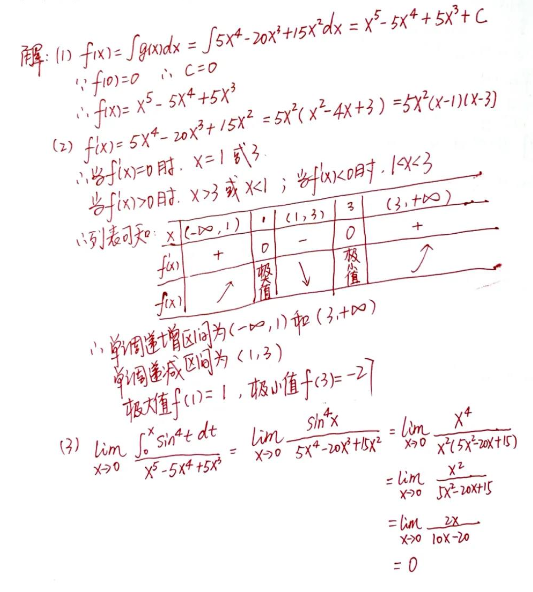 解:(1) f(x)=∫g(x)dx=∫5x⁴-20x³+15x²dx=x⁵-5x⁴+5x³+C
∵f(0)=0 ∴C=0
∴f(x)=x⁵-5x⁴+5x³
(2) f'(x)=5x⁴-20x³+15x²=5x²(x²-4x+3)=5x²(x-1)(x-3)
∴当f'(x)=0时. x=1或3.
当f'(x)>0时. x>3或x<1; 当f'(x)<0时. 1<x<3
∴列表可知: x (-∞,1) 1 (1,3) 3 (3,+∞)
f'(x) + 0 - 0 +
f(x) ↗ 极值 ↘ 极值 ↗
∴单调递增区间为(-∞,1)和(3,+∞)
单调递减区间为(1,3)
极大值f(1)=1,极小值f(3)=-27
(3) lim x→0 ∫₀ˣsin⁴t dt / x⁵-5x⁴+5x³ = lim x→0 sin⁴x / 5x⁴-20x³+15x² = lim x→0 x⁴ / x²(5x²-20x+15)
=lim x→0 x² / 5x²-20x+15
=lim x→0 2x / 10x-20
=0